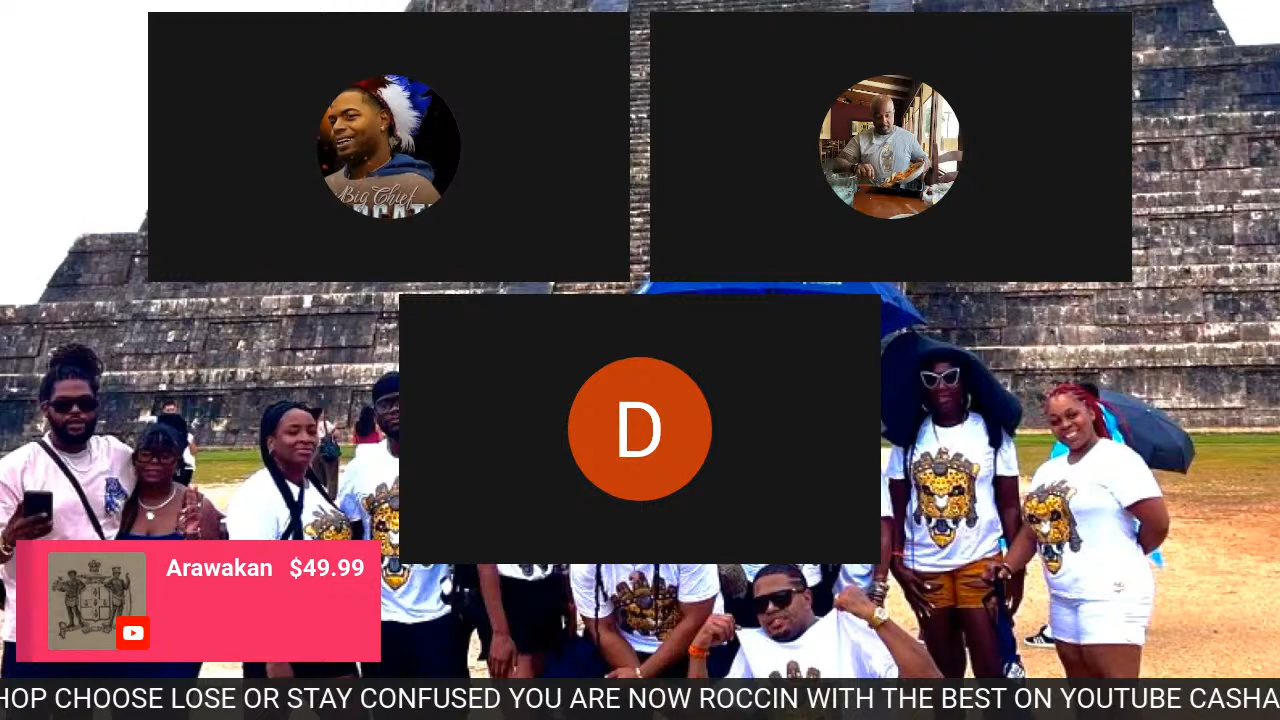 Big Chief
D
Arawakan $49.99
HOP CHOOSE LOSE OR STAY CONFUSED YOU ARE NOW ROCCIN WITH THE BEST ON YOUTUBE CASHA